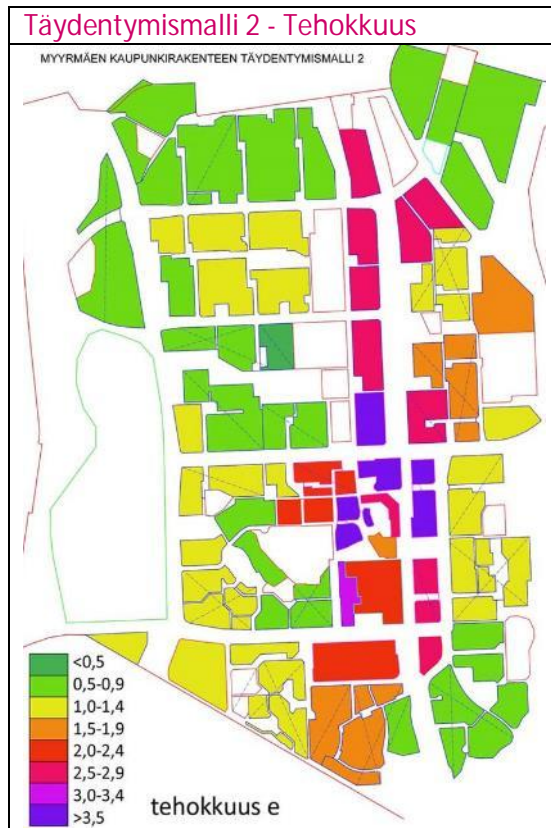 Täydentymismalli 2 - Tehokkuus
MYYRMÄEN KAUPUNKIRAKENTEEN TÄYDENTYMISMALLI 2
<0,5
0,5-0,9
1,0-1,4
1,5-1,9
2,0-2,4
2,5-2,9
3,0-3,4
>3,5
tehokkuus e